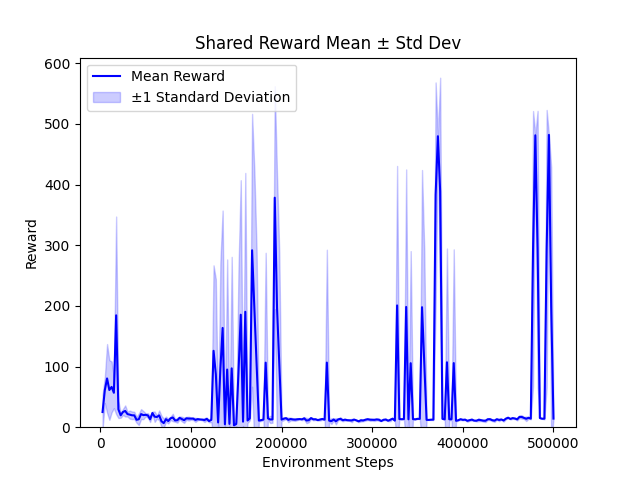 Shared Reward Mean ± Std Dev
Mean Reward
±1 Standard Deviation
600
500
400
300
200
100
0
Reward
0 100000 200000 300000 400000 500000
Environment Steps